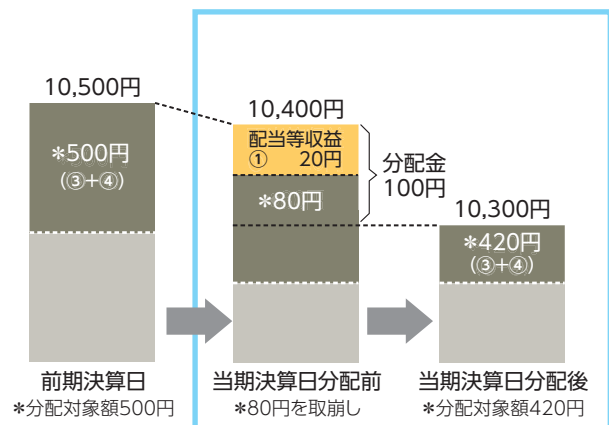 10,500円
*500円
(③+④)
前期決算日
*分配対象額500円
10,400円
配当等収益
① 20円
*80円
分配金
100円
当期決算日分配前
*80円を取崩し
10,300円
*420円
(③+④)
当期決算日分配後
*分配対象額420円